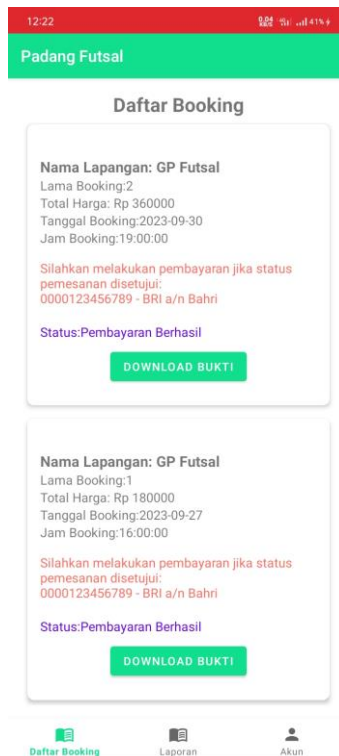 12:22
0,04 KB/S 41%
Padang Futsal
Daftar Booking
Nama Lapangan: GP Futsal
Lama Booking:2
Total Harga: Rp 360000
Tanggal Booking:2023-09-30
Jam Booking:19:00:00
Silahkan melakukan pembayaran jika status
pemesanan disetujui:
0000123456789 - BRI a/n Bahri
Status:Pembayaran Berhasil
DOWNLOAD BUKTI
Nama Lapangan: GP Futsal
Lama Booking:1
Total Harga: Rp 180000
Tanggal Booking:2023-09-27
Jam Booking:16:00:00
Silahkan melakukan pembayaran jika status
pemesanan disetujui:
0000123456789 - BRI a/n Bahri
Status:Pembayaran Berhasil
DOWNLOAD BUKTI
Daftar Booking Laporan Akun